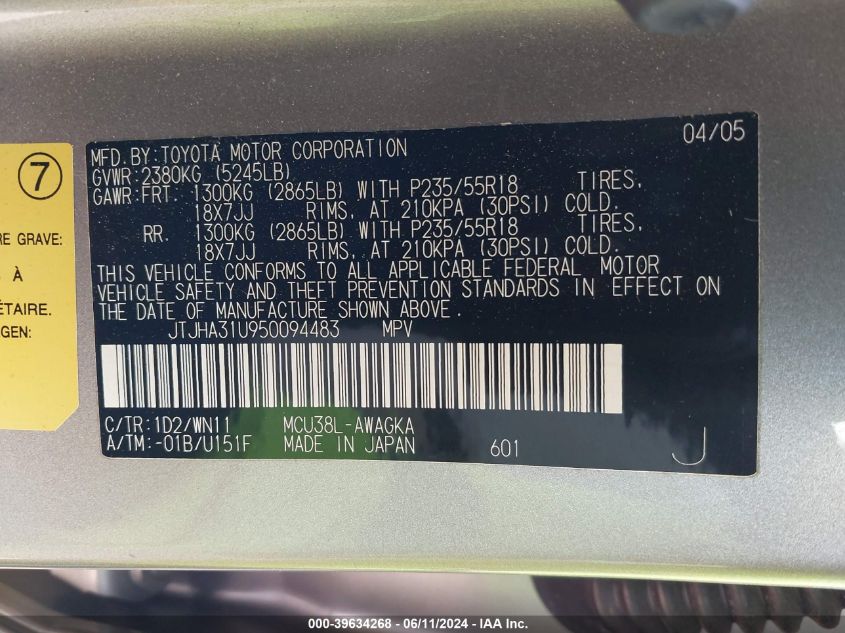 7
RE GRAVE:
À
ÉTAIRE.
GEN:
04/05
MFD. BY: TOYOTA MOTOR CORPORATION
GVWR: 2380KG (5245LB)
GAWR: FRT. 1300KG (2865LB) WITH P235/55R18 TIRES,
18X7JJ RIMS, AT 210KPA (30PSI) COLD.
RR. 1300KG (2865LB) WITH P235/55R18 TIRES,
18X7JJ RIMS, AT 210KPA (30PSI) COLD.
THIS VEHICLE CONFORMS TO ALL APPLICABLE FEDERAL MOTOR
VEHICLE SAFETY AND THEFT PREVENTION STANDARDS IN EFFECT ON
THE DATE OF MANUFACTURE SHOWN ABOVE.
JTJHA31U950094483 MPV
C/TR: 1D2/WN11 MCU38L-AWAGKA
A/TM: -01B/U151F MADE IN JAPAN 601 J
000-39634268 - 06/11/2024 - IAA Inc.